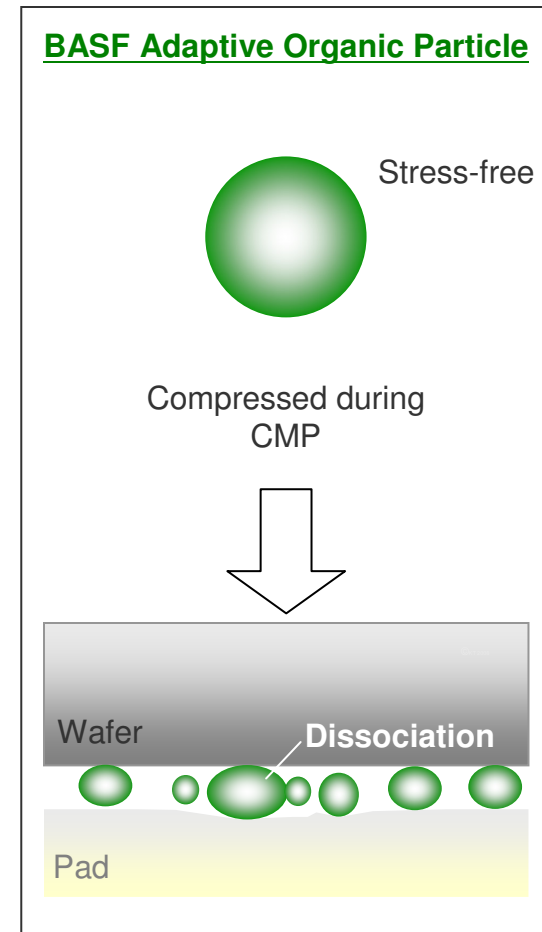 BASF Adaptive Organic Particle
Stress-free
Compressed during
CMP
Wafer
Dissociation
Pad